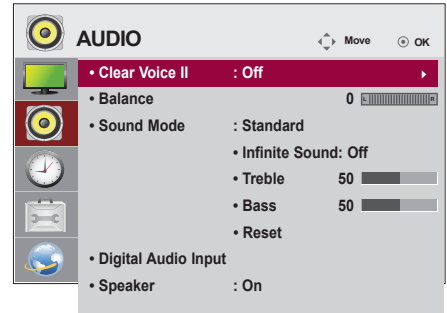 AUDIO Move OK
• Clear Voice II : Off
• Balance 0 L R
• Sound Mode : Standard
• Infinite Sound: Off
• Treble 50
• Bass 50
• Reset
• Digital Audio Input
• Speaker : On